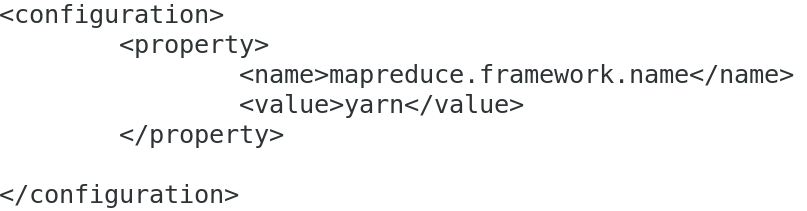 <configuration>
        <property>
                <name>mapreduce.framework.name</name>
                <value>yarn</value>
        </property>

</configuration>